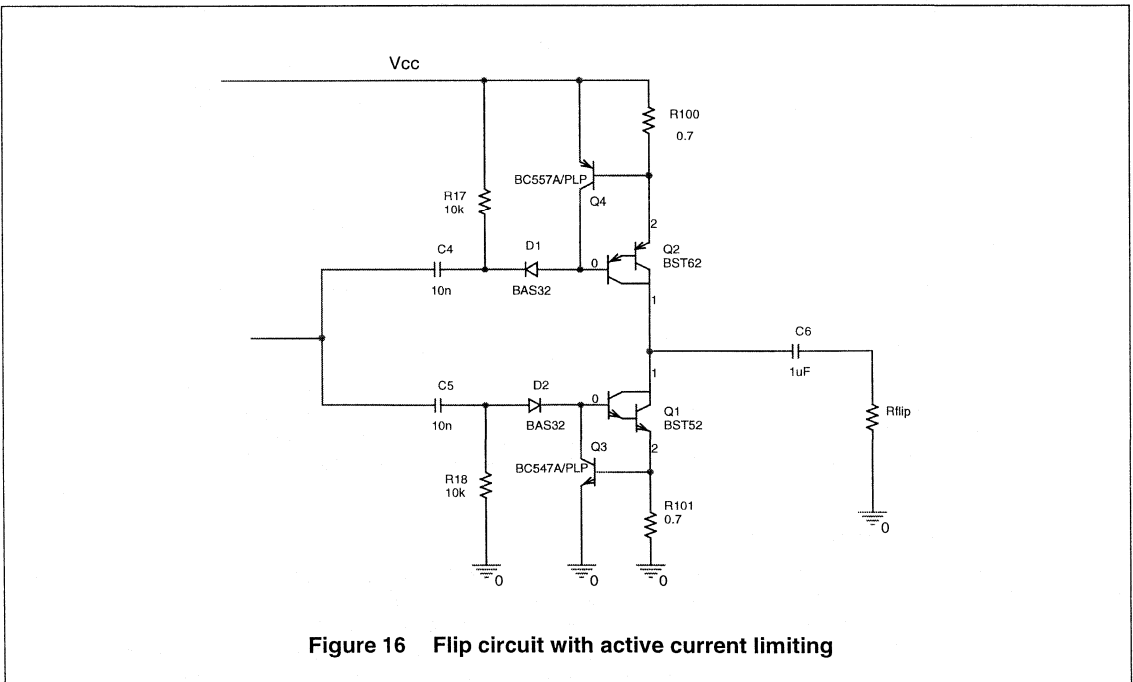 Vcc
R100
0.7
BC557A/PLP
Q4
R17
10k
2
C4
D1
0
Q2
BST62
10n
BAS32
1
C6
1uF
C5
D2
0
1
Rflip
10n
BAS32
Q1
BST52
Q3
2
BC547A/PLP
R18
10k
R101
0.7
0
0
0
0
Figure 16 Flip circuit with active current limiting